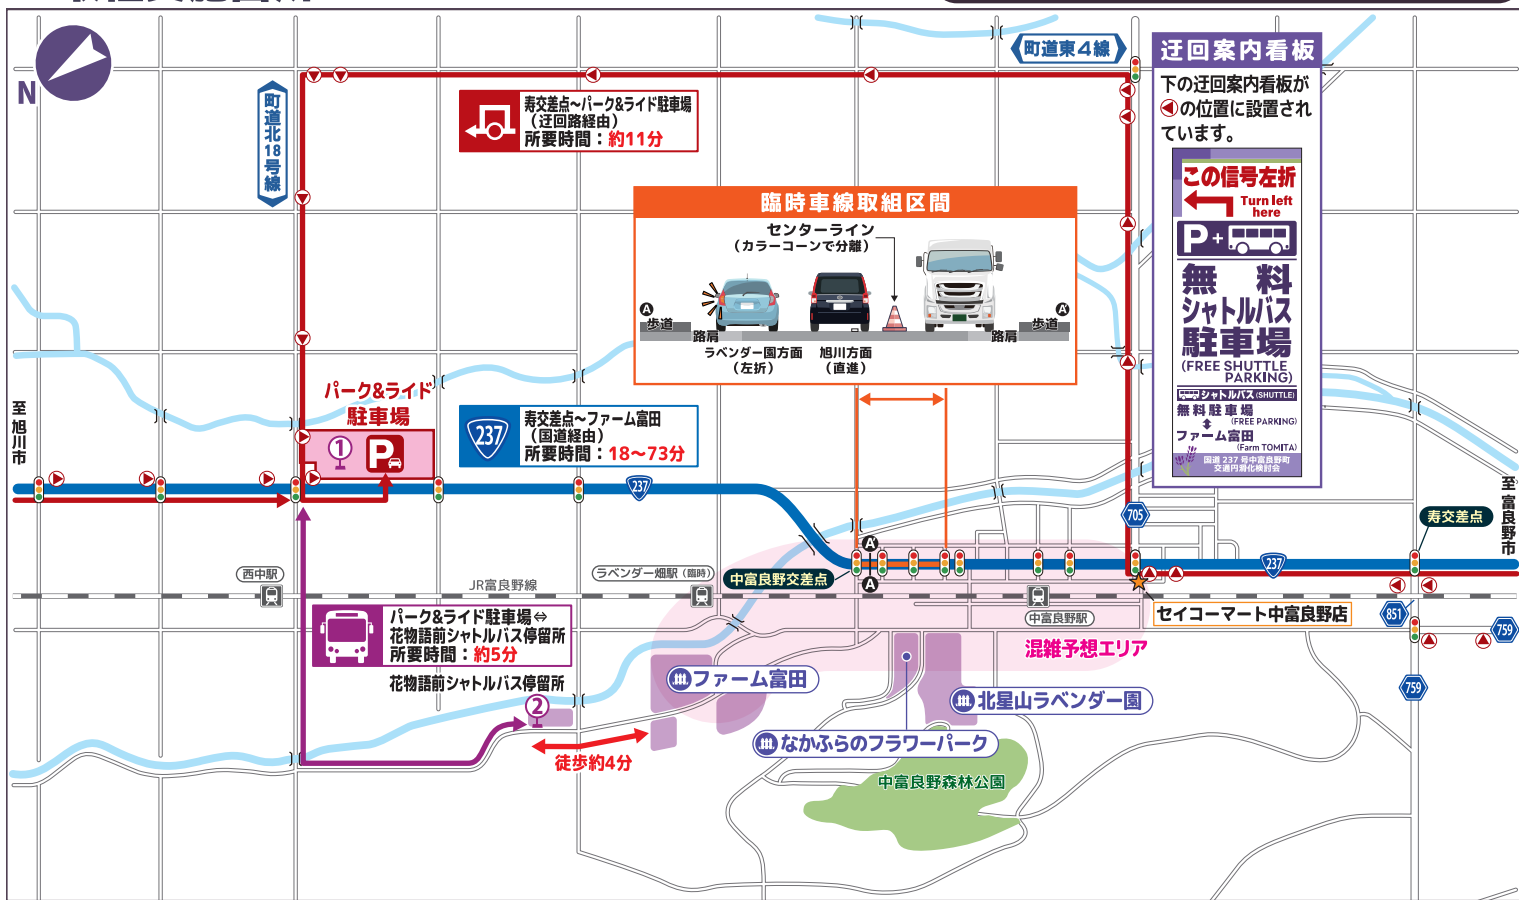 N
町道北18号線
町道東4線
寿交差点～パーク&ライド駐車場
（迂回路経由）
所要時間：約11分
臨時車線取組区間
センターライン
（カラーコーンで分離）
A
歩道
路肩
ラベンダー園方面
（左折）
旭川方面
（直進）
路肩
歩道
A'
迂回案内看板
下の迂回案内看板が
の位置に設置され
ています。
この信号左折
Turn left
here
P+
無料
シャトルバス
駐車場
(FREE SHUTTLE
PARKING)
シャトルバス(SHUTTLE)
無料駐車場
(FREE PARKING)
ファーム富田
(Farm TOMITA)
国道237号中富良野町
交通円滑化検討会
至旭川市
パーク&ライド
駐車場
1
P
237
寿交差点～ファーム富田
（国道経由）
所要時間：18～73分
237
705
寿交差点
至富良野市
237
A'
A
中富良野交差点
西中駅
JR富良野線
ラベンダー畑駅（臨時）
中富良野駅
セイコーマート中富良野店
851
759
759
混雑予想エリア
パーク&ライド駐車場⇔
花物語前シャトルバス停留所
所要時間：約5分
花物語前シャトルバス停留所
2
徒歩約4分
ファーム富田
北星山ラベンダー園
なかふらのフラワーパーク
中富良野森林公園